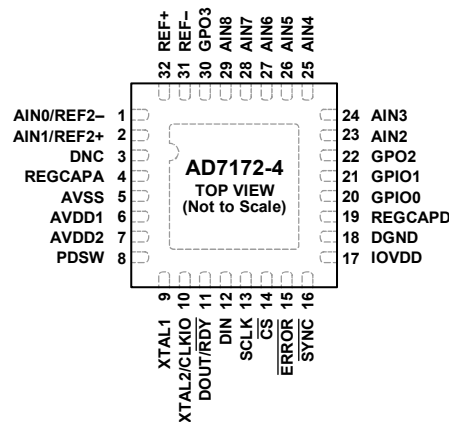 32 REF+
31 REF–
30 GPO3
29 AIN8
28 AIN7
27 AIN6
26 AIN5
25 AIN4
AIN0/REF2– 1
AIN1/REF2+ 2
DNC 3
REGCAPA 4
AVSS 5
AVDD1 6
AVDD2 7
PDSW 8
AD7172-4
TOP VIEW
(Not to Scale)
24 AIN3
23 AIN2
22 GPO2
21 GPIO1
20 GPIO0
19 REGCAPD
18 DGND
17 IOVDD
XTAL1 9
XTAL2/CLKIO 10
DOUT/RDY 11
DIN 12
SCLK 13
CS 14
ERROR 15
SYNC 16